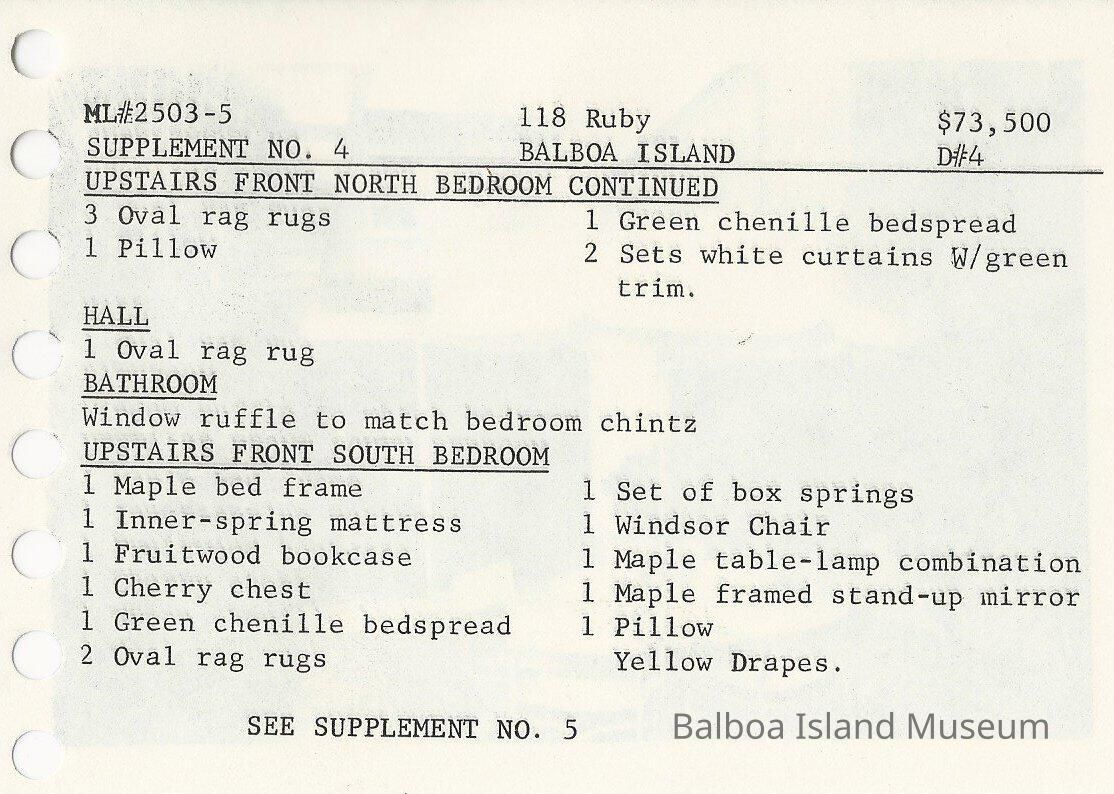 ML#2503-5 118 Ruby $73,500
SUPPLEMENT NO. 4 BALBOA ISLAND D#4
UPSTAIRS FRONT NORTH BEDROOM CONTINUED
3 Oval rag rugs 1 Green chenille bedspread
1 Pillow 2 Sets white curtains W/green
trim.
HALL
1 Oval rag rug
BATHROOM
Window ruffle to match bedroom chintz
UPSTAIRS FRONT SOUTH BEDROOM
1 Maple bed frame 1 Set of box springs
1 Inner-spring mattress 1 Windsor Chair
1 Fruitwood bookcase 1 Maple table-lamp combination
1 Cherry chest 1 Maple framed stand-up mirror
1 Green chenille bedspread 1 Pillow
2 Oval rag rugs Yellow Drapes.
SEE SUPPLEMENT NO. 5 Balboa Island Museum